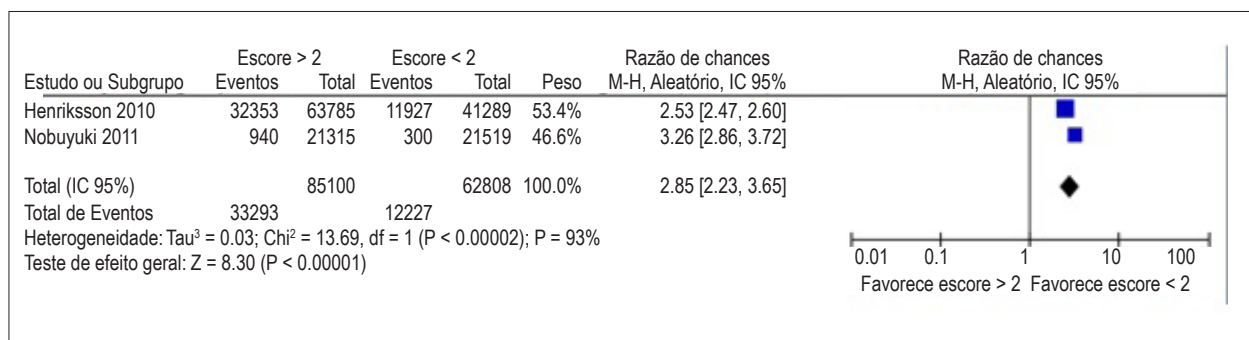 Escore > 2 Escore < 2 Razão de chances Razão de chances
Estudo ou Subgrupo Eventos Total Eventos Total Peso M-H, Aleatório, IC 95% M-H, Aleatório, IC 95%
Henriksson 2010 32353 63785 11927 41289 53.4% 2.53 [2.47, 2.60]
Nobuyuki 2011 940 21315 300 21519 46.6% 3.26 [2.86, 3.72]
Total (IC 95%) 85100 62808 100.0% 2.85 [2.23, 3.65]
Total de Eventos 33293 12227
Heterogeneidade: Tau³ = 0.03; Chi² = 13.69, df = 1 (P < 0.00002); P = 93%
Teste de efeito geral: Z = 8.30 (P < 0.00001)
0.01 0.1 1 10 100
Favorece escore > 2 Favorece escore < 2